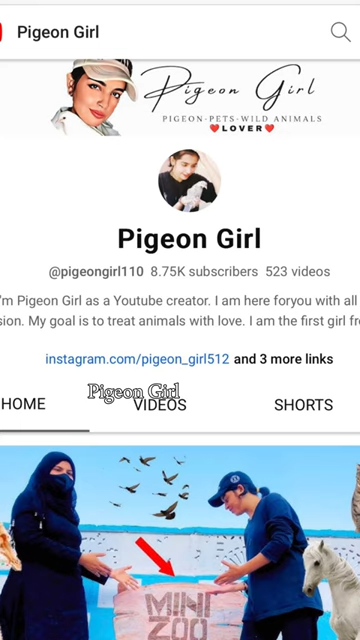 Pigeon Girl
Pigeon Girl
PIGEON-PETS-WILD ANIMALS
❤️LOVER❤️
Pigeon Girl
@pigeongirl110 8.75K subscribers 523 videos
'm Pigeon Girl as a Youtube creator. I am here foryou with all
sion. My goal is to treat animals with love. I am the first girl fr
instagram.com/pigeon_girl512 and 3 more links
Pigeon Girl
HOME VIDEOS SHORTS
MINI
ZOO